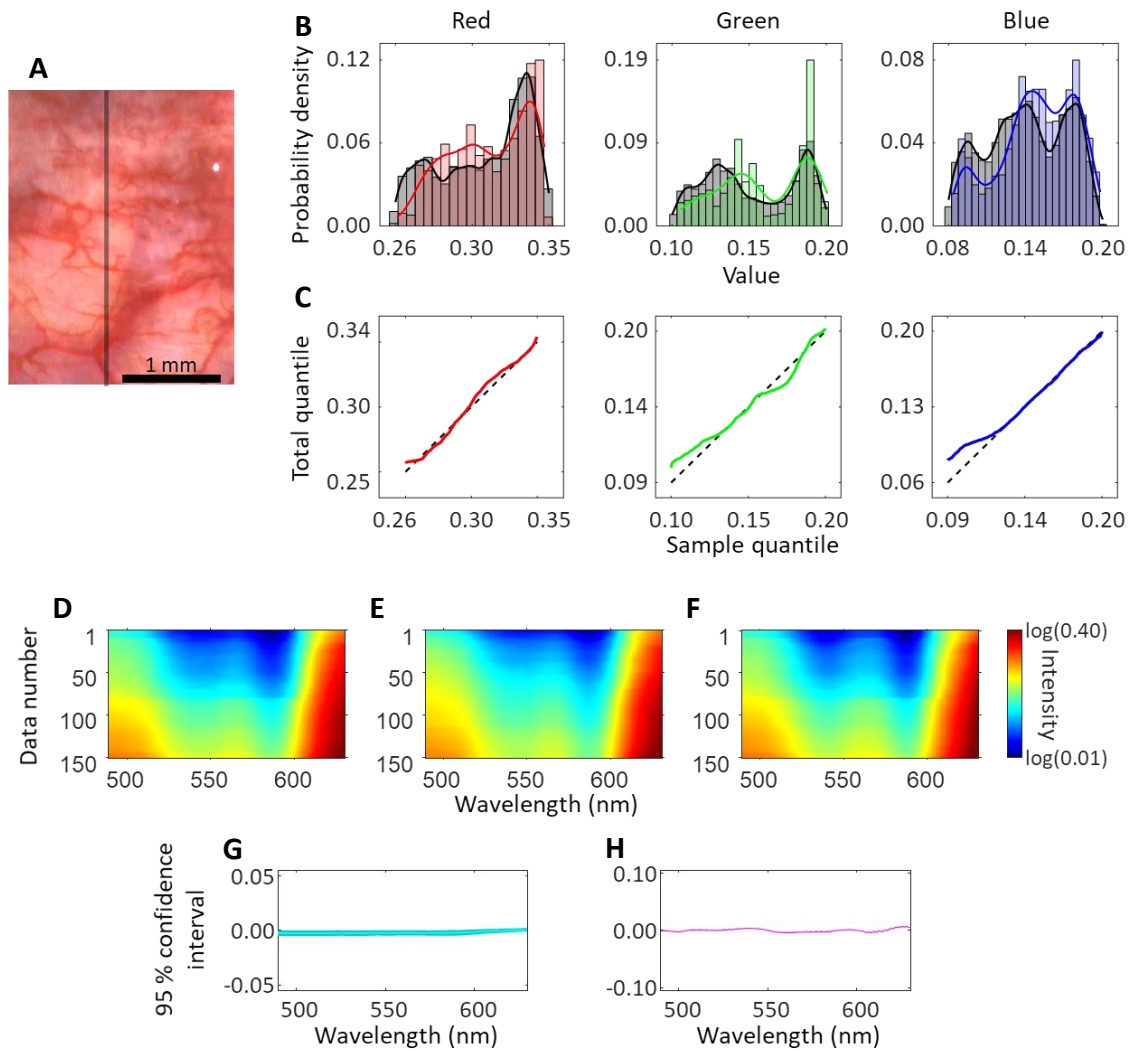 B
Red
Green
Blue
A
1 mm
Probability density
0.12
0.06
0.00
0.26
0.30
0.35
0.19
0.09
0.00
0.10
0.15
0.20
Value
0.08
0.04
0.00
0.08
0.14
0.20
C
Total quantile
0.34
0.30
0.25
0.26
0.30
0.35
0.20
0.14
0.09
0.10
0.15
0.20
Sample quantile
0.20
0.13
0.06
0.09
0.14
0.20
D
E
F
Data number
1
50
100
150
500
550
600
1
50
100
150
500
550
600
Wavelength (nm)
1
50
100
150
500
550
600
log(0.40)
Intensity
log(0.01)
G
95 % confidence
interval
0.05
0.00
-0.05
500
550
600
Wavelength (nm)
H
0.10
0.00
-0.10
500
550
600
Wavelength (nm)